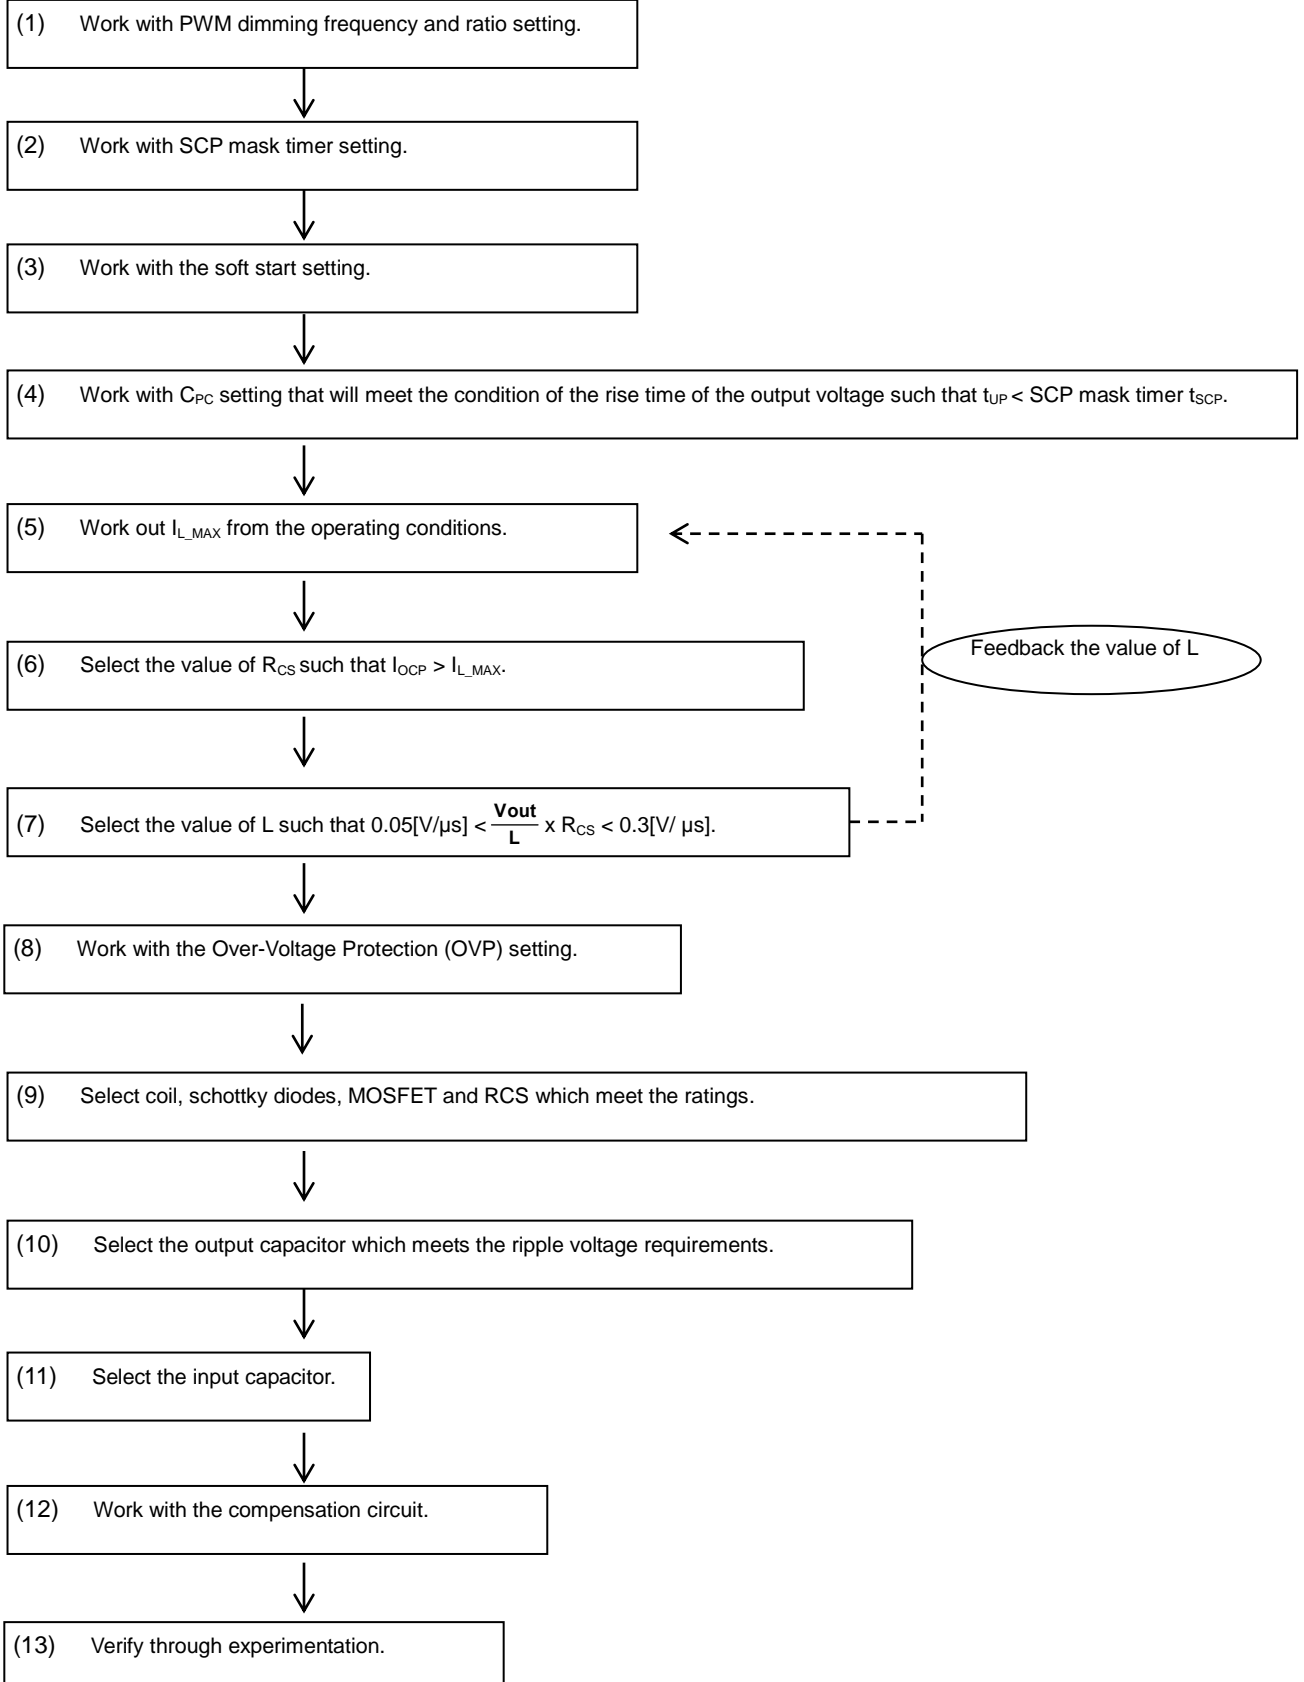 (1) Work with PWM dimming frequency and ratio setting.
(2) Work with SCP mask timer setting.
(3) Work with the soft start setting.
(4) Work with CPC setting that will meet the condition of the rise time of the output voltage such that tUP < SCP mask timer tSCP.
(5) Work out IL_MAX from the operating conditions.
(6) Select the value of RCS such that IOCP > IL_MAX.
Feedback the value of L
(7) Select the value of L such that 0.05[V/μs] < Vout/L x RCS < 0.3[V/ μs].
(8) Work with the Over-Voltage Protection (OVP) setting.
(9) Select coil, schottky diodes, MOSFET and RCS which meet the ratings.
(10) Select the output capacitor which meets the ripple voltage requirements.
(11) Select the input capacitor.
(12) Work with the compensation circuit.
(13) Verify through experimentation.